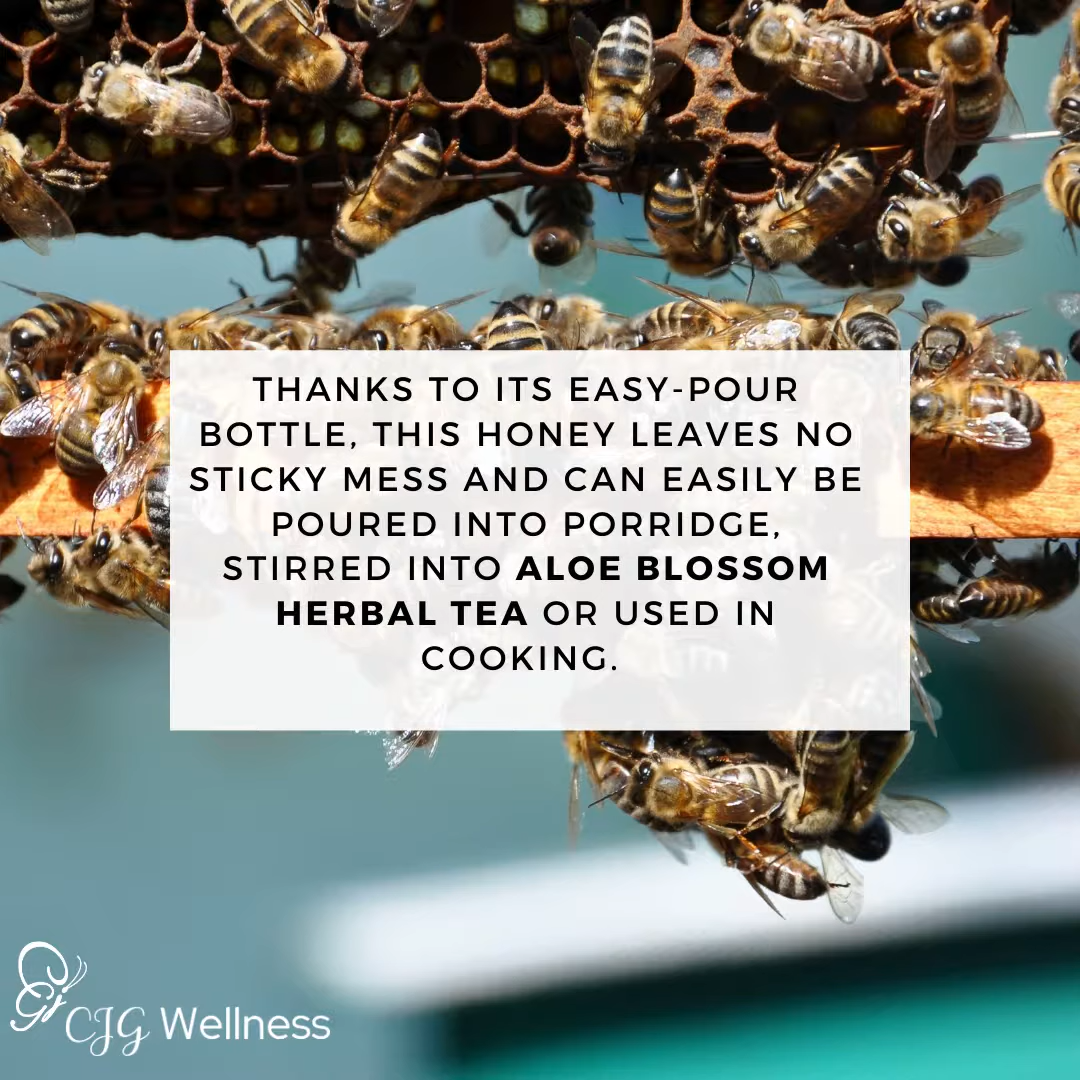 THANKS TO ITS EASY-POUR
BOTTLE, THIS HONEY LEAVES NO
STICKY MESS AND CAN EASILY BE
POURED INTO PORRIDGE,
STIRRED INTO ALOE BLOSSOM
HERBAL TEA OR USED IN
COOKING.
CJG Wellness